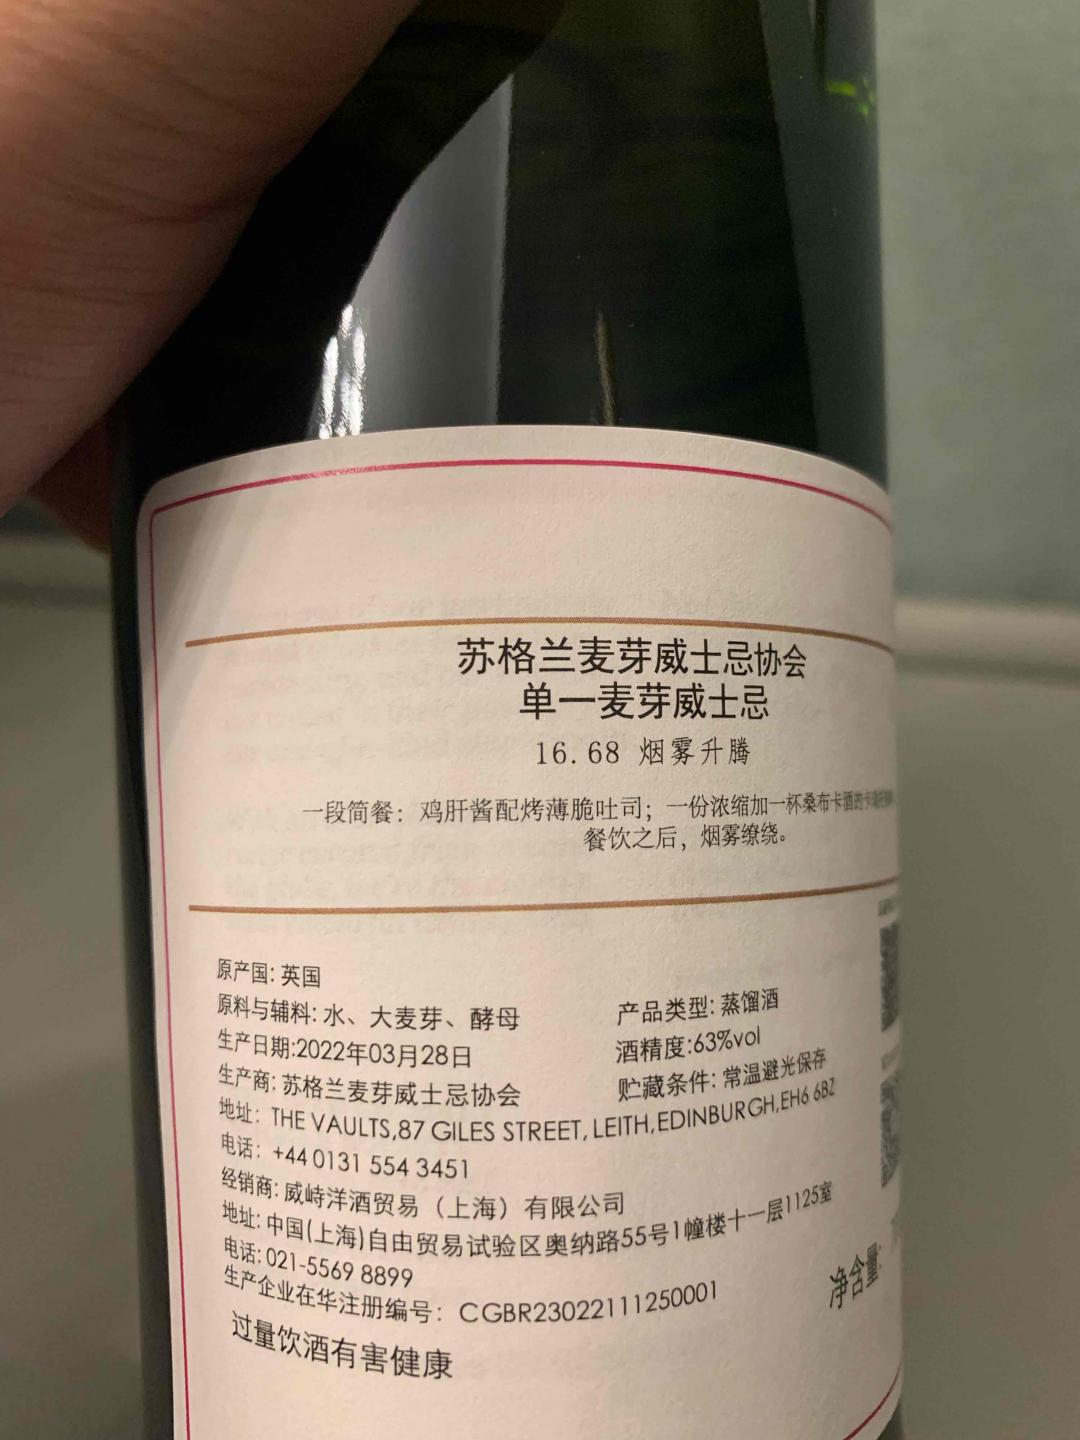 苏格兰麦芽威士忌协会
单一麦芽威士忌
16.68 烟雾升腾
一段简餐：鸡肝酱配烤薄脆吐司；一份浓缩加一杯桑布卡酒的卡
餐饮之后，烟雾缭绕。
原产国: 英国
原料与辅料: 水、大麦芽、酵母
产品类型: 蒸馏酒
生产日期:2022年03月28日
酒精度:63%vol
生产商: 苏格兰麦芽威士忌协会
贮藏条件: 常温避光保存
地址: THE VAULTS,87 GILES STREET, LEITH,EDINBURGH,EH6 6BZ
电话: +44 0131 554 3451
经销商: 威峙洋酒贸易（上海）有限公司
地址: 中国(上海)自由贸易试验区奥纳路55号1幢楼十一层1125室
电话: 021-5569 8899
生产企业在华注册编号: CGBR23022111250001
净含量:
过量饮酒有害健康